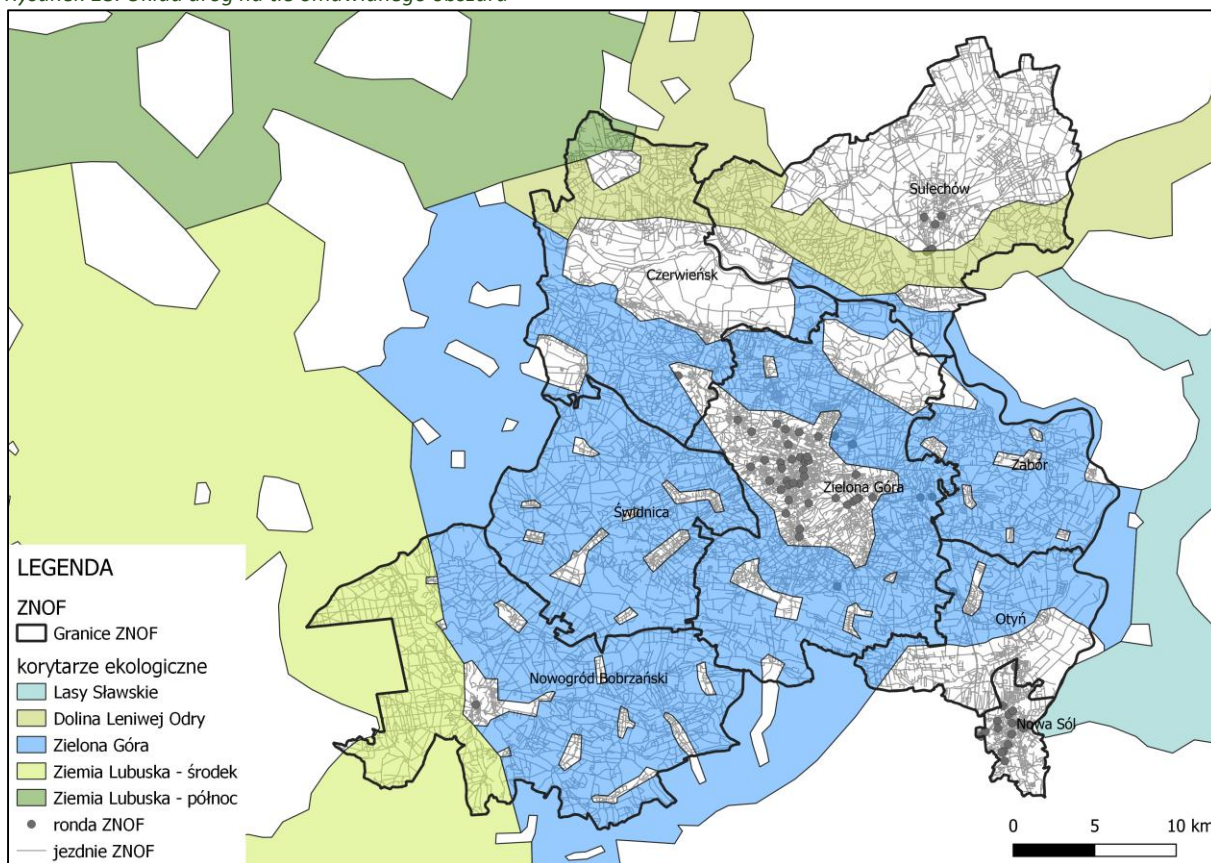 Rysunek 23. Układ dróg na tle omawianego obszaru
Sulechów
Czerwieńsk
Zabór
Zielona Góra
Świdnica
Otyń
Nowogród Bobrzański
Nowa Sól
LEGENDA
ZNOF
Granice ZNOF
korytarze ekologiczne
Lasy Sławskie
Dolina Leniwej Odry
Zielona Góra
Ziemia Lubuska - środek
Ziemia Lubuska - północ
ronda ZNOF
jezdnie ZNOF
0 5 10 km